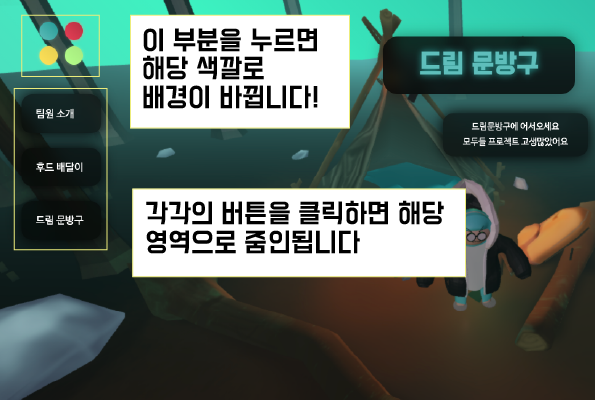 이 부분을 누르면
해당 색깔로
배경이 바뀝니다!
드림 문방구
팀원 소개
드림문방구에 어서오세요
모두들 프로젝트 고생많았어요
후드 배달이
각각의 버튼을 클릭하면 해당
영역으로 줌인됩니다
드림 문방구